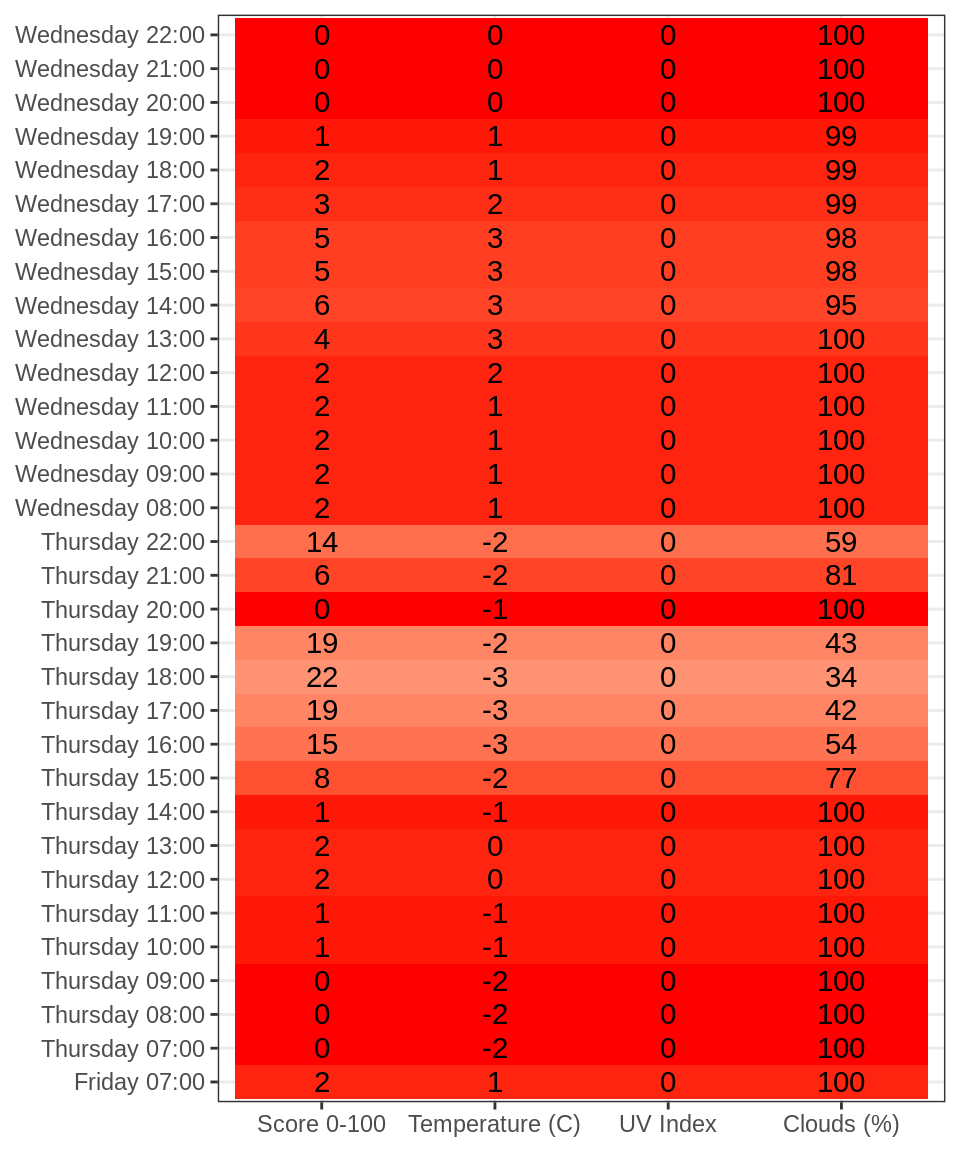 Wednesday 22:00 0 0 0 100
Wednesday 21:00 0 0 0 100
Wednesday 20:00 0 0 0 100
Wednesday 19:00 1 1 0 99
Wednesday 18:00 2 1 0 99
Wednesday 17:00 3 2 0 99
Wednesday 16:00 5 3 0 98
Wednesday 15:00 5 3 0 98
Wednesday 14:00 6 3 0 95
Wednesday 13:00 4 3 0 100
Wednesday 12:00 2 2 0 100
Wednesday 11:00 2 1 0 100
Wednesday 10:00 2 1 0 100
Wednesday 09:00 2 1 0 100
Wednesday 08:00 2 1 0 100
Thursday 22:00 14 -2 0 59
Thursday 21:00 6 -2 0 81
Thursday 20:00 0 -1 0 100
Thursday 19:00 19 -2 0 43
Thursday 18:00 22 -3 0 34
Thursday 17:00 19 -3 0 42
Thursday 16:00 15 -3 0 54
Thursday 15:00 8 -2 0 77
Thursday 14:00 1 -1 0 100
Thursday 13:00 2 0 0 100
Thursday 12:00 2 0 0 100
Thursday 11:00 1 -1 0 100
Thursday 10:00 1 -1 0 100
Thursday 09:00 0 -2 0 100
Thursday 08:00 0 -2 0 100
Thursday 07:00 0 -2 0 100
Friday 07:00 2 1 0 100
Score 0-100 Temperature (C) UV Index Clouds (%)